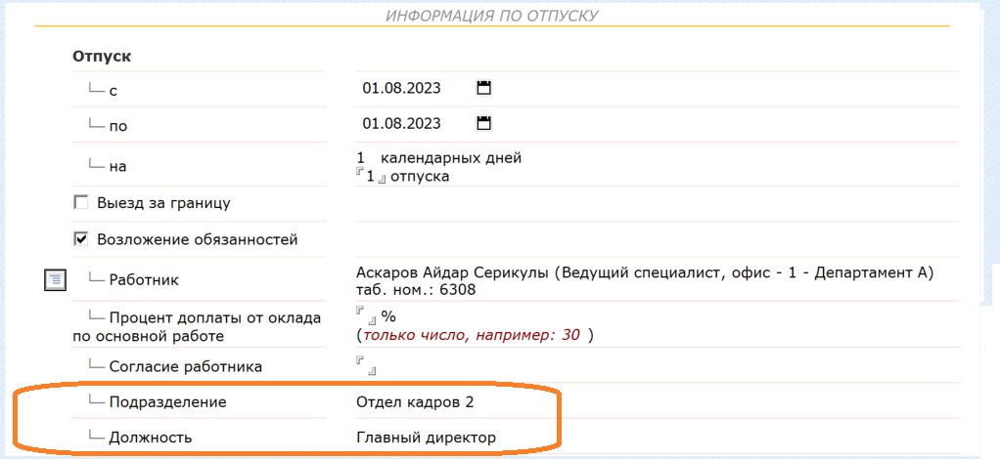 ИНФОРМАЦИЯ ПО ОТПУСКУ
Отпуск
с 01.08.2023
по 01.08.2023
на 1 календарных дней
1 отпуска
Выезд за границу
Возложение обязанностей
Работник Аскаров Айдар Серикулы (Ведущий специалист, офис - 1 - Департамент А)
таб. ном.: 6308
Процент доплаты от оклада %
по основной работе (только число, например: 30 )
Согласие работника
Подразделение Отдел кадров 2
Должность Главный директор